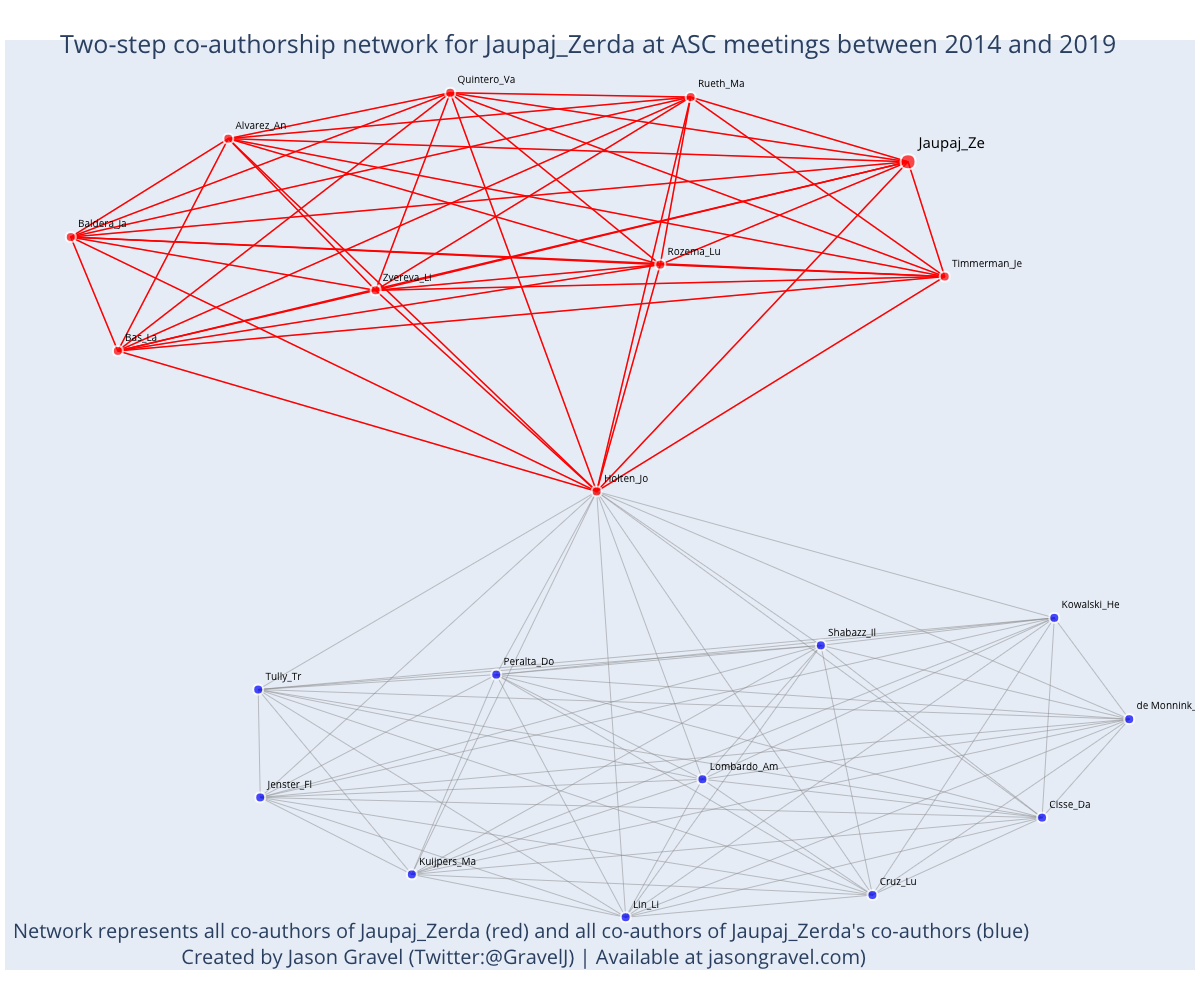 Two-step co-authorship network for Jaupaj_Zerda at ASC meetings between 2014 and 2019
Quintero_Va
Rueth_Ma
Alvarez_An
Jaupaj_Ze
Baldera_Ja
Rozema_Lu
Timmerman_Je
Zvereva_Li
Bas_La
Holten_Jo
Kowalski_He
Shabazz_Il
Peralta_Do
Tully_Tr
de Monnink_
Lombardo_Am
Jenster_Fl
Cisse_Da
Kuijpers_Ma
Cruz_Lu
Lin_Li
Network represents all co-authors of Jaupaj_Zerda (red) and all co-authors of Jaupaj_Zerda's co-authors (blue)
Created by Jason Gravel (Twitter:@GravelJ) | Available at jasongravel.com)